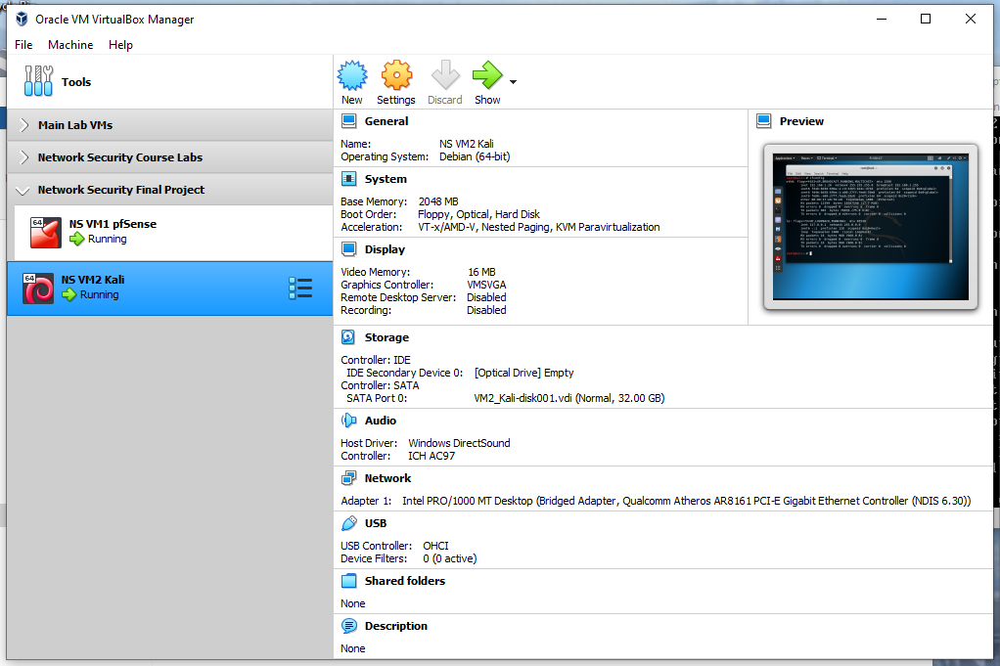 Oracle VM VirtualBox Manager
File Machine Help
Tools
New Settings Discard Show
Main Lab VMs
Network Security Course Labs
Network Security Final Project
64
NS VM1 pfSense
Running
64
NS VM2 Kali
Running
General
Name: NS VM2 Kali
Operating System: Debian (64-bit)
System
Base Memory: 2048 MB
Boot Order: Floppy, Optical, Hard Disk
Acceleration: VT-x/AMD-V, Nested Paging, KVM Paravirtualization
Display
Video Memory: 16 MB
Graphics Controller: VMSVGA
Remote Desktop Server: Disabled
Recording: Disabled
Preview
Storage
Controller: IDE
IDE Secondary Device 0: [Optical Drive] Empty
Controller: SATA
SATA Port 0: VM2_Kali-disk001.vdi (Normal, 32.00 GB)
Audio
Host Driver: Windows DirectSound
Controller: ICH AC97
Network
Adapter 1: Intel PRO/1000 MT Desktop (Bridged Adapter, Qualcomm Atheros AR8161 PCI-E Gigabit Ethernet Controller (NDIS 6.30))
USB
USB Controller: OHCI
Device Filters: 0 (0 active)
Shared folders
None
Description
None